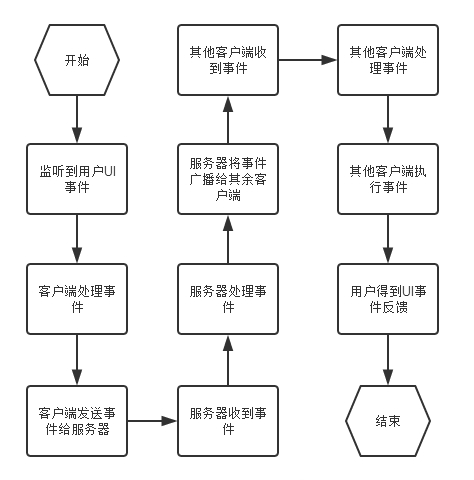 开始
监听到用户UI
事件
客户端处理事
件
客户端发送事
件给服务器
服务器收到事
件
服务器处理事
件
服务器将事件
广播给其余客
户端
其他客户端收
到事件
其他客户端处
理事件
其他客户端执
行事件
用户得到UI事
件反馈
结束